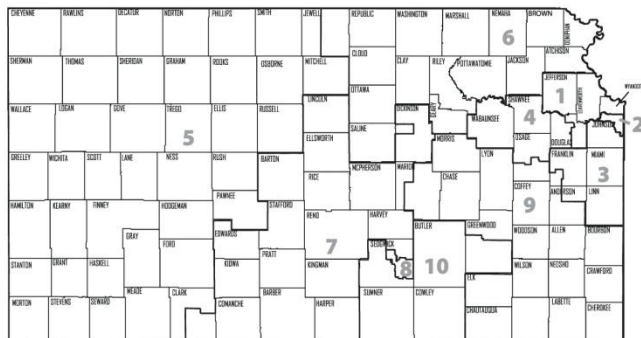 CHEYENNE RAWLINS DECATUR NORTON PHILLIPS SMITH JEWELL REPUBLIC WASHINGTON MARSHALL NEMAHA BROWN DONIPHAN
6
CLOUD ATCHISON
SHERMAN THOMAS SHERIDAN GRAHAM ROOKS OSBORNE MITCHELL CLAY RILEY POTTAWATOMIE JACKSON
JEFFERSON LEAVENWORTH WYANDOTTE
OTTAWA 1
LINCOLN SHAWNEE
WALLACE LOGAN GOVE TREGO ELLIS RUSSELL DICKINSON GEARY WABAUNSEE 4 2
5 SALINE JOHNSON
ELLSWORTH MORRIS OSAGE DOUGLAS
GREELEY WICHITA SCOTT LANE NESS RUSH BARTON LYON FRANKLIN MIAMI
RICE MCPHERSON MARION CHASE 3
PAWNEE COFFEY ANDERSON LINN
HAMILTON KEARNY FINNEY HODGEMAN STAFFORD 9
RENO HARVEY
EDWARDS SEDGWICK BUTLER GREENWOOD WOODSON ALLEN BOURBON
GRAY FORD 7
PRATT
STANTON GRANT HASKELL KIOWA KINGMAN 8 10 WILSON NEOSHO CRAWFORD
ELK
MEADE CLARK BARBER SUMNER COWLEY
MORTON STEVENS SEWARD COMANCHE HARPER CHAUTAUQUA LABETTE CHEROKEE